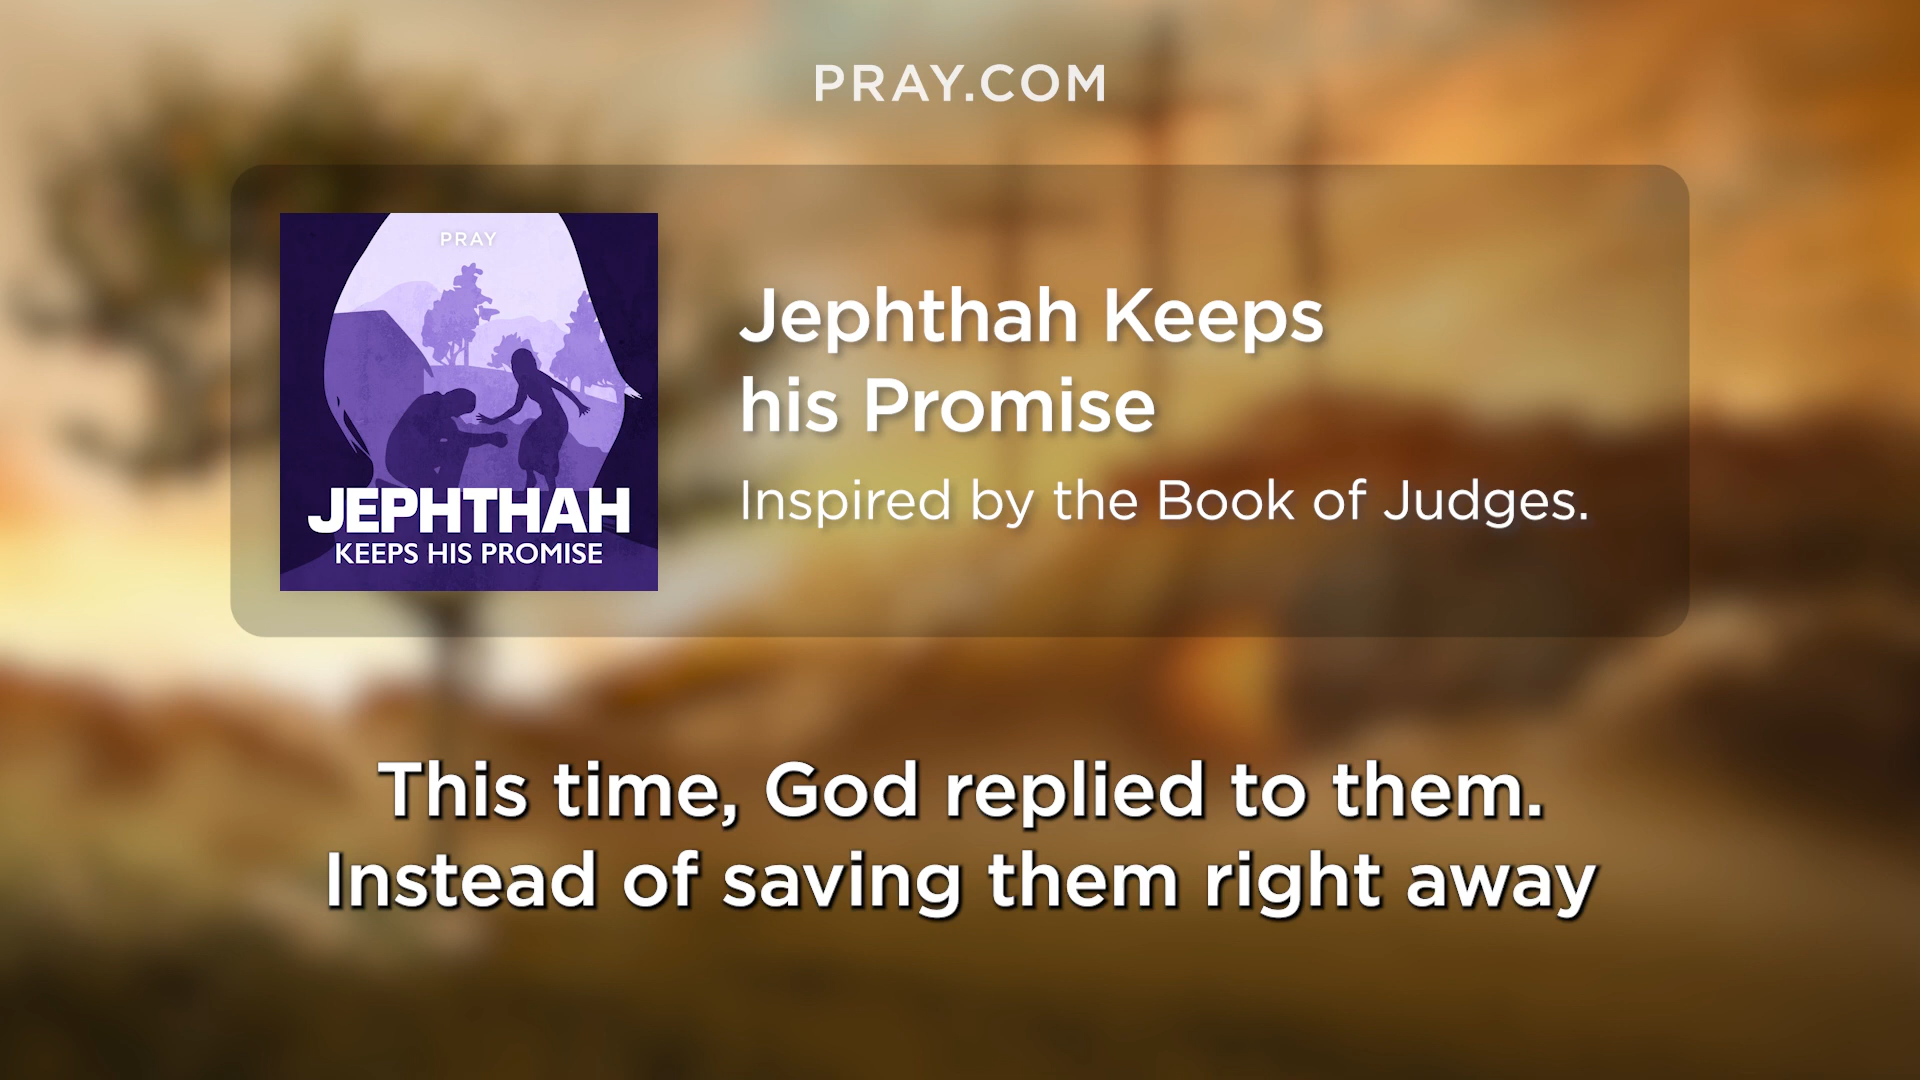 PRAY.COM
PRAY
JEPHTHAH
KEEPS HIS PROMISE
Jephthah Keeps
his Promise
Inspired by the Book of Judges.
This time, God replied to them.
Instead of saving them right away